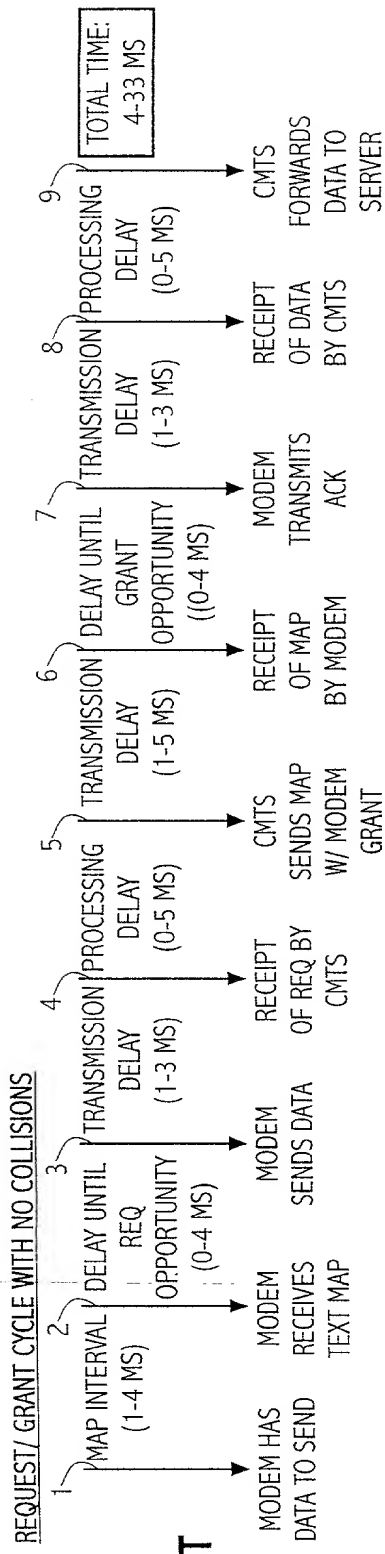 REQUEST/ GRANT CYCLE WITH NO COLLISIONS
1
MAP INTERVAL
(1-4 MS)
2
DELAY UNTIL
REQ
OPPORTUNITY
(0-4 MS)
3
TRANSMISSION
DELAY
(1-3 MS)
4
PROCESSING
DELAY
(0-5 MS)
5
TRANSMISSION
DELAY
(1-5 MS)
6
DELAY UNTIL
GRANT
OPPORTUNITY
((0-4 MS)
7
TRANSMISSION
DELAY
(1-3 MS)
8
PROCESSING
DELAY
(0-5 MS)
9
TOTAL TIME:
4-33 MS
MODEM HAS
DATA TO SEND
MODEM
RECEIVES
TEXT MAP
MODEM
SENDS DATA
RECEIPT
OF REQ BY
CMTS
CMTS
SENDS MAP
W/ MODEM
GRANT
RECEIPT
OF MAP
BY MODEM
MODEM
TRANSMITS
ACK
RECEIPT
OF DATA
BY CMTS
CMTS
FORWARDS
DATA TO
SERVER
T